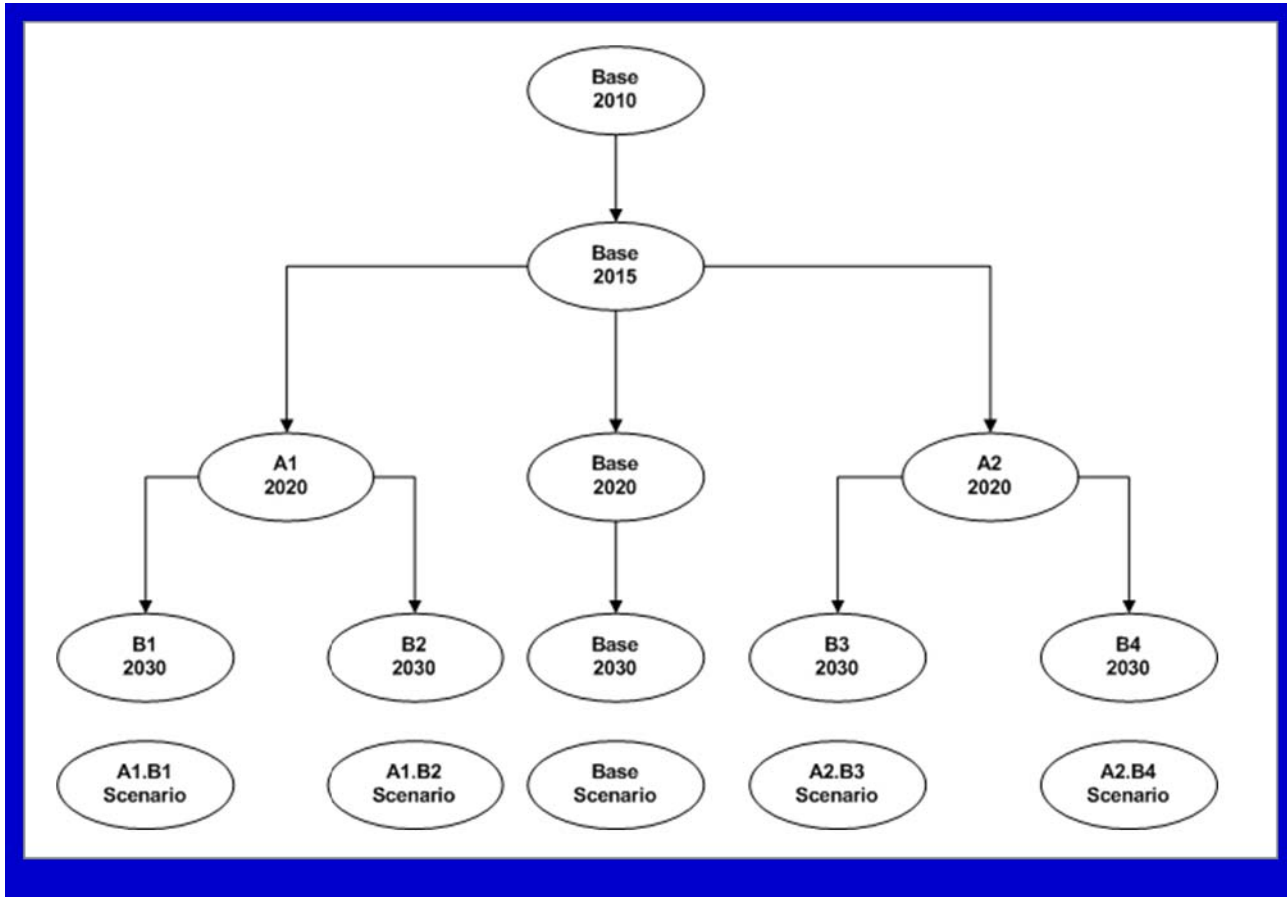 Base
2010
Base
2015
A1
2020
Base
2020
A2
2020
B1
2030
B2
2030
Base
2030
B3
2030
B4
2030
A1.B1
Scenario
A1.B2
Scenario
Base
Scenario
A2.B3
Scenario
A2.B4
Scenario